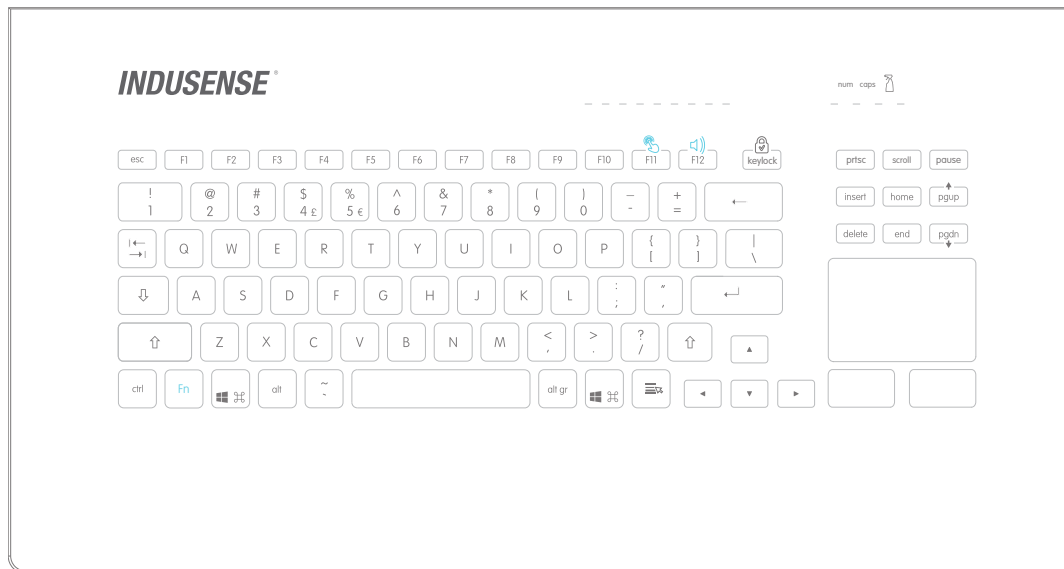 INDUSENSE®
num caps
esc F1 F2 F3 F4 F5 F6 F7 F8 F9 F10 F11 F12 keylock prtsc scroll pause
! @ # $ % ^ & * ( ) _ +
1 2 3 4 £ 5 € 6 7 8 9 0 - = ← insert home pgup
delete end pgdn
Q W E R T Y U I O P { } |
[ ] \
A S D F G H J K L : "
; ,
Z X C V B N M < > ?
, . /
ctrl Fn ⌘ alt ~ alt gr ⌘